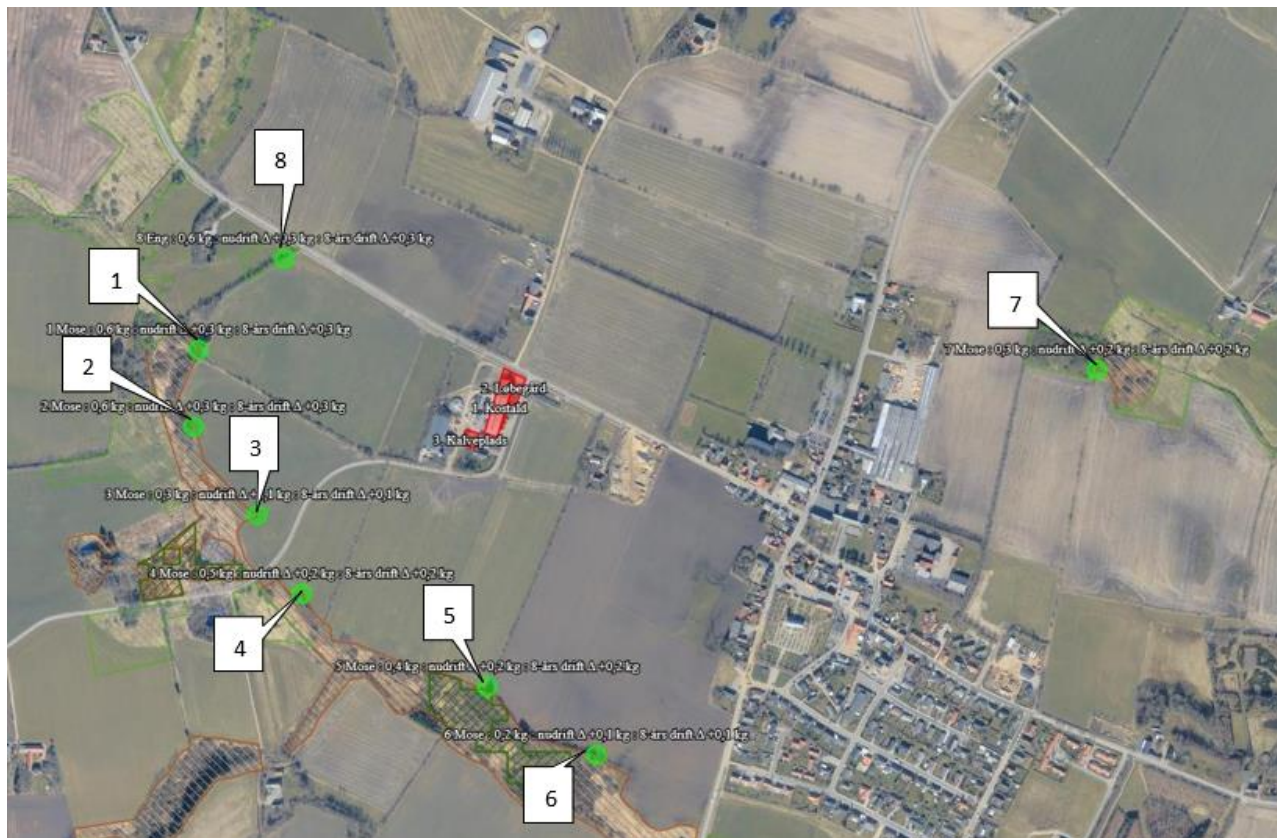 8
8 Eng : 0,6 kg : nudrift Δ +0,3 kg : 8-års drift Δ +0,3 kg
1
1 Mose : 0,6 kg : nudrift Δ +0,3 kg : 8-års drift Δ +0,3 kg
7
7 Mose : 0,3 kg : nudrift Δ +0,2 kg : 8-års drift Δ +0,2 kg
2
2 Mose : 0,6 kg : nudrift Δ +0,3 kg : 8-års drift Δ +0,3 kg
2. Løbegård
1. Kostald
3. Kalveplads
3
3 Mose : 0,3 kg : nudrift Δ +0,1 kg : 8-års drift Δ +0,1 kg
4 Mose : 0,5 kg : nudrift Δ +0,2 kg : 8-års drift Δ +0,2 kg
4
5
5 Mose : 0,4 kg : nudrift Δ +0,2 kg : 8-års drift Δ +0,2 kg
6 Mose : 0,2 kg : nudrift Δ +0,1 kg : 8-års drift Δ +0,1 kg
6